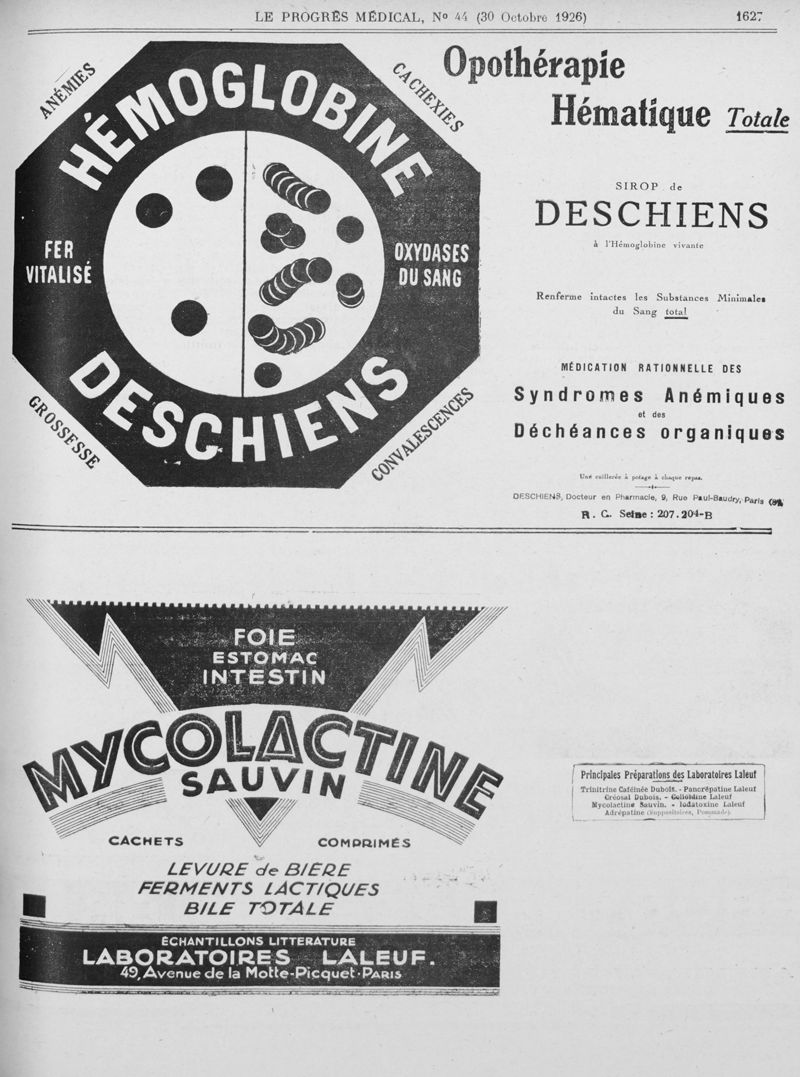 LE PROGRÈS MÉDICAL, No 44 (30 Octobre 1926) 1627
ANÉMIES
CACHEXIES
HÉMOGLOBINE
FER
VITALISÉ
OXYDASES
DU SANG
DESCHIENS
GROSSESSE
CONVALESCENCES
Opothérapie
Hématique Totale
SIROP de
DESCHIENS
à l'Hémoglobine vivante
Renferme intactes les Substances Minimales
du Sang total
MÉDICATION RATIONNELLE DES
Syndromes Anémiques
et des
Déchéances organiques
Une cuillerée à potage à chaque repas.
DESCHIENS, Docteur en Pharmacie, 9, Rue Paul-Baudry, Paris
R. C. Seine : 207.204-B
FOIE
ESTOMAC
INTESTIN
MYCOLACTINE
SAUVIN
CACHETS COMPRIMÉS
LEVURE de BIÈRE
FERMENTS LACTIQUES
BILE TOTALE
ÉCHANTILLONS LITTÉRATURE
LABORATOIRES LALEUF.
49, Avenue de la Motte-Picquet·PARIS
Principales Préparations des Laboratoires Laleuf
Trinitrine Caféinée Dubois. - Pancrépatine Laleuf
Créosal Dubois. - Colloïdine Laleuf
Mycolactine Sauvin. - Iodatoxine Laleuf
Adrépatine (Suppositoires, Pommade).